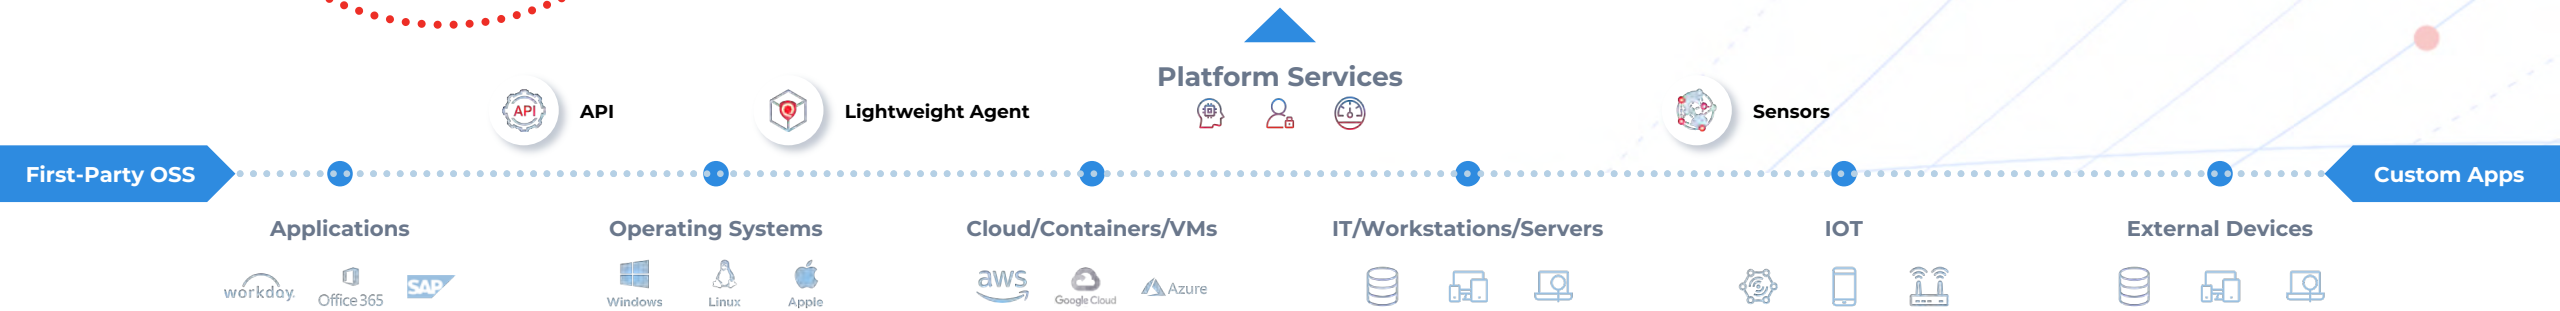 Platform Services
API
API
Lightweight Agent
Sensors
First-Party OSS
Custom Apps
Applications
Operating Systems
Cloud/Containers/VMs
IT/Workstations/Servers
IOT
External Devices
workday.
Office 365
SAP
Windows
Linux
Apple
aws
Google Cloud
Azure